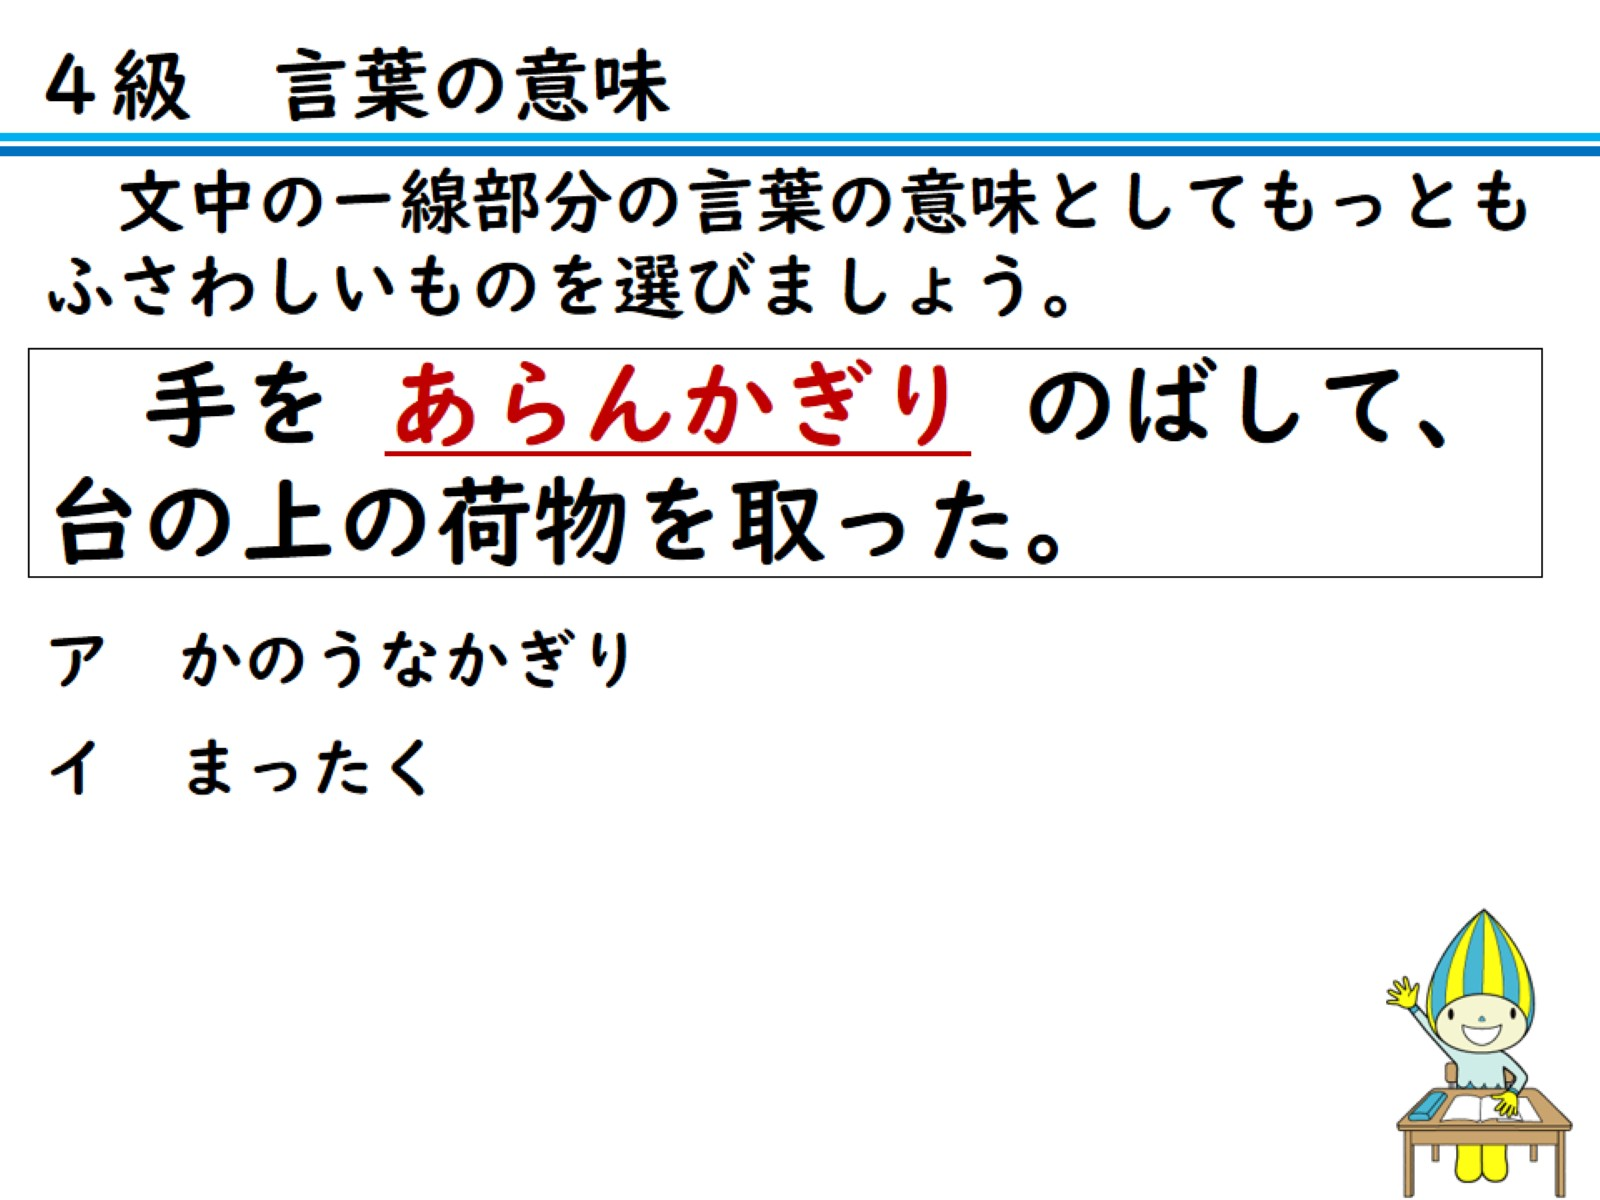 4級　言葉の意味
文中の一線部分の言葉の意味としてもっとも
ふさわしいものを選びましょう。
手を あらんかぎり のばして、
台の上の荷物を取った。
ア　かのうなかぎり
イ　まったく